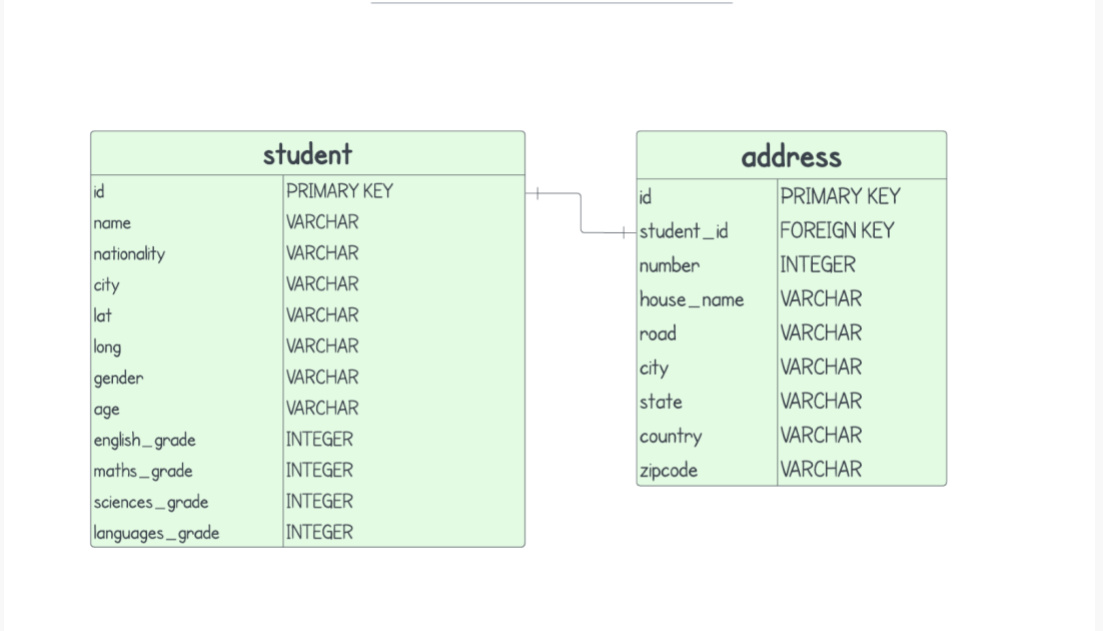 student
id PRIMARY KEY
name VARCHAR
nationality VARCHAR
city VARCHAR
lat VARCHAR
long VARCHAR
gender VARCHAR
age VARCHAR
english_grade INTEGER
maths_grade INTEGER
sciences_grade INTEGER
languages_grade INTEGER
address
id PRIMARY KEY
student_id FOREIGN KEY
number INTEGER
house_name VARCHAR
road VARCHAR
city VARCHAR
state VARCHAR
country VARCHAR
zipcode VARCHAR